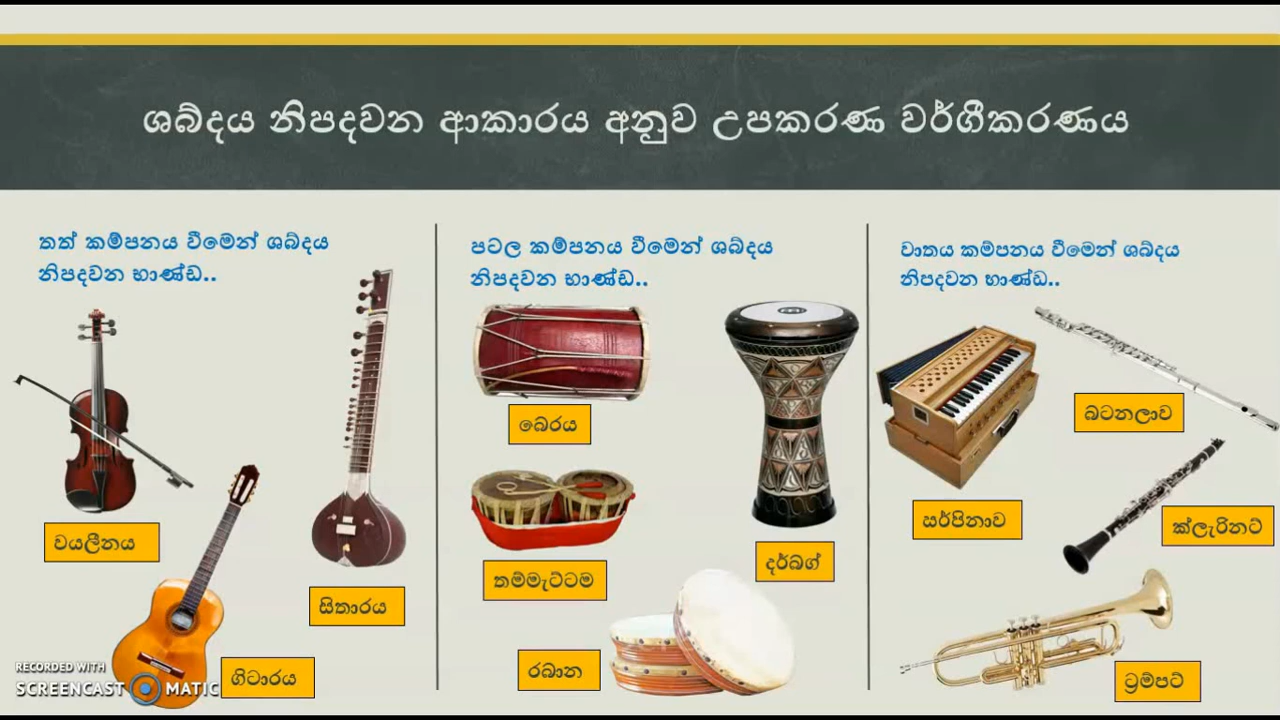 ශබ්දය නිපදවන ආකාරය අනුව උපකරණ වර්ගීකරණය
තත් කම්පනය වීමෙන් ශබ්දය
නිපදවන භාණ්ඩ..
වයලීනය
සිතාරය
ගිටාරය
පටල කම්පනය වීමෙන් ශබ්දය
නිපදවන භාණ්ඩ..
බෙරය
තම්මැට්ටම
දර්බග්
රබාන
වාතය කම්පනය වීමෙන් ශබ්දය
නිපදවන භාණ්ඩ..
බටනලාව
සර්පිනාව
ක්ලැරිනට්
ට්‍රම්පට්
RECORDED WITH
SCREENCAST MATIC